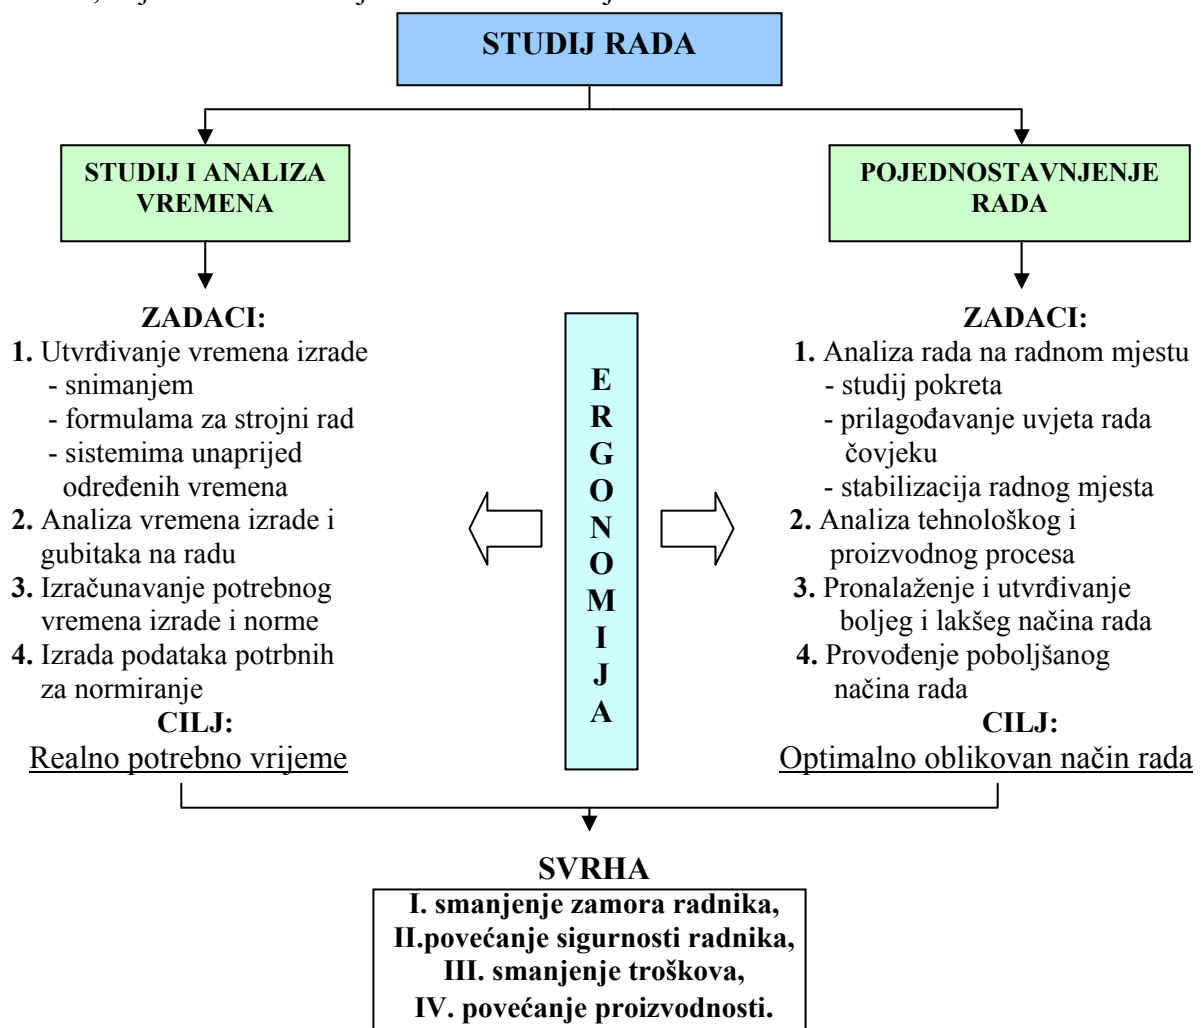 STUDIJ RADA
STUDIJ I ANALIZA
VREMENA
ZADACI:
1. Utvrđivanje vremena izrade
- snimanjem
- formulama za strojni rad
- sistemima unaprijed
određenih vremena
2. Analiza vremena izrade i
gubitaka na radu
3. Izračunavanje potrebnog
vremena izrade i norme
4. Izrada podataka potrbnih
za normiranje
CILJ:
Realno potrebno vrijeme
E
R
G
O
N
O
M
I
J
A
POJEDNOSTAVNJENJE
RADA
ZADACI:
1. Analiza rada na radnom mjestu
- studij pokreta
- prilagođavanje uvjeta rada
čovjeku
- stabilizacija radnog mjesta
2. Analiza tehnološkog i
proizvodnog procesa
3. Pronalaženje i utvrđivanje
boljeg i lakšeg načina rada
4. Provođenje poboljšanog
načina rada
CILJ:
Optimalno oblikovan način rada
SVRHA
I. smanjenje zamora radnika,
II.povećanje sigurnosti radnika,
III. smanjenje troškova,
IV. povećanje proizvodnosti.